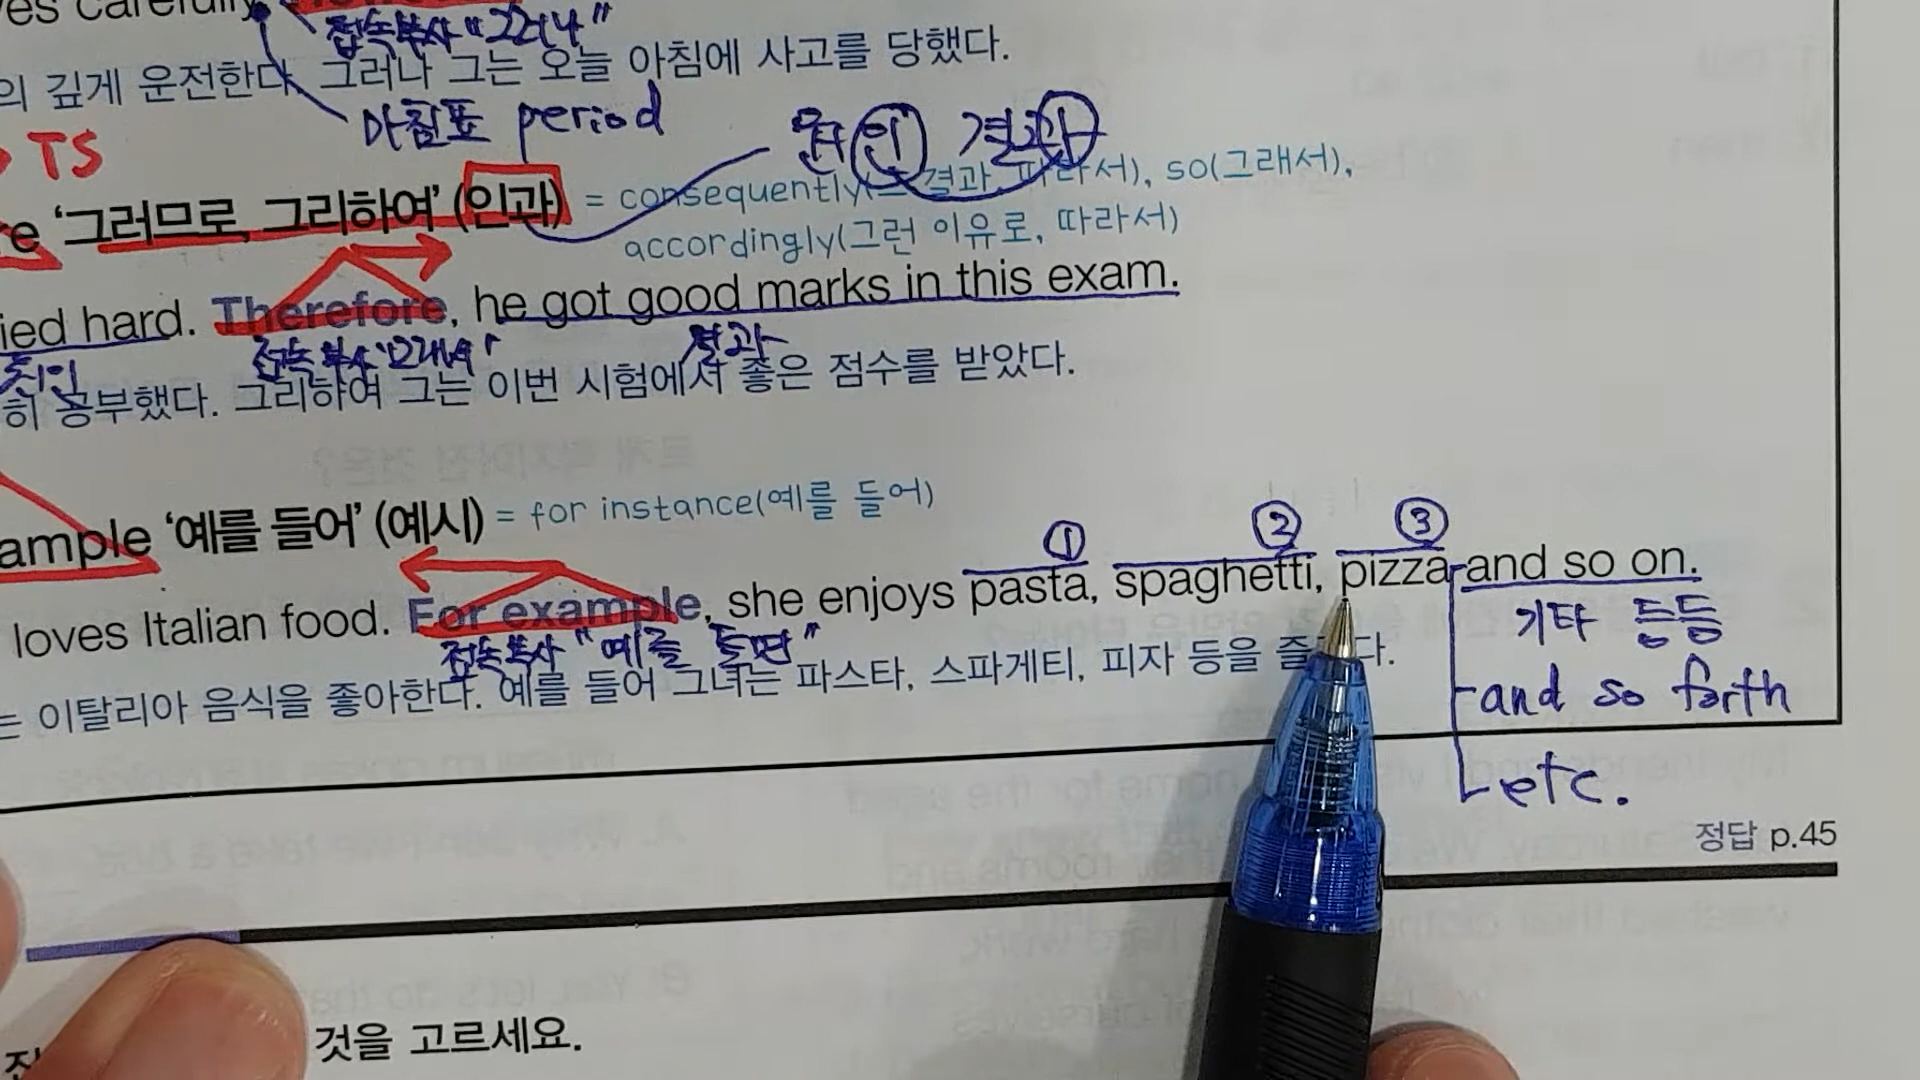 es carefully.
접속부사 "그러나"
의 깊게 운전한다. 그러나 그는 오늘 아침에 사고를 당했다.
마침표 period
TS
원인 결과
re '그러므로, 그리하여' (인과) = consequently( 결과, 따라서), so(그래서),
accordingly(그런 이유로, 따라서)
ied hard. Therefore, he got good marks in this exam.
접속부사 "그래서" 결과
히 공부했다. 그리하여 그는 이번 시험에서 좋은 점수를 받았다.
ample '예를 들어' (예시) = for instance(예를 들어)
① ② ③
loves Italian food. For example, she enjoys pasta, spaghetti, pizza and so on.
접속부사 "예를 들면" 기타 등등
는 이탈리아 음식을 좋아한다. 예를 들어 그녀는 파스타, 스파게티, 피자 등을 즐 다.
and so forth
etc.
정답 p.45
것을 고르세요.